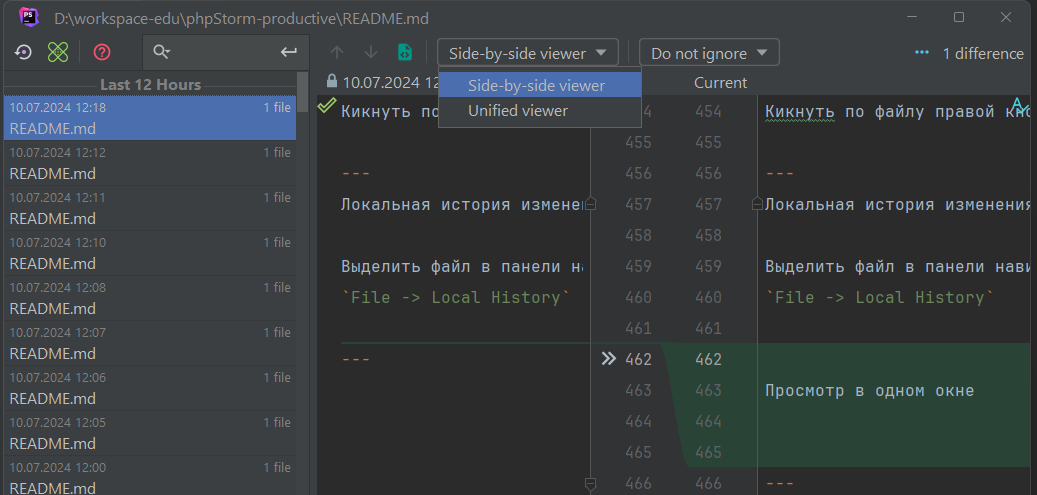 D:\workspace-edu\phpStorm-productive\README.md
Side-by-side viewer
Do not ignore
1 difference
Side-by-side viewer
Unified viewer
Last 12 Hours
10.07.2024 12:18 1 file
README.md
10.07.2024 12:12 1 file
README.md
10.07.2024 12:11 1 file
README.md
10.07.2024 12:10 1 file
README.md
10.07.2024 12:08 1 file
README.md
10.07.2024 12:07 1 file
README.md
10.07.2024 12:06 1 file
README.md
10.07.2024 12:05 1 file
README.md
10.07.2024 12:00 1 file
README.md
10.07.2024 12
Current
Кикнуть по 454 Кикнуть по файлу правой кно
455 455
--- 456 456 ---
Локальная история измене 457 457 Локальная история изменения
458 458
Выделить файл в панели на 459 459 Выделить файл в панели нави
`File -> Local History` 460 460 `File -> Local History`
461 461
--- 462 462
463 463 Просмотр в одном окне
464 464
465 465
466 466 ---